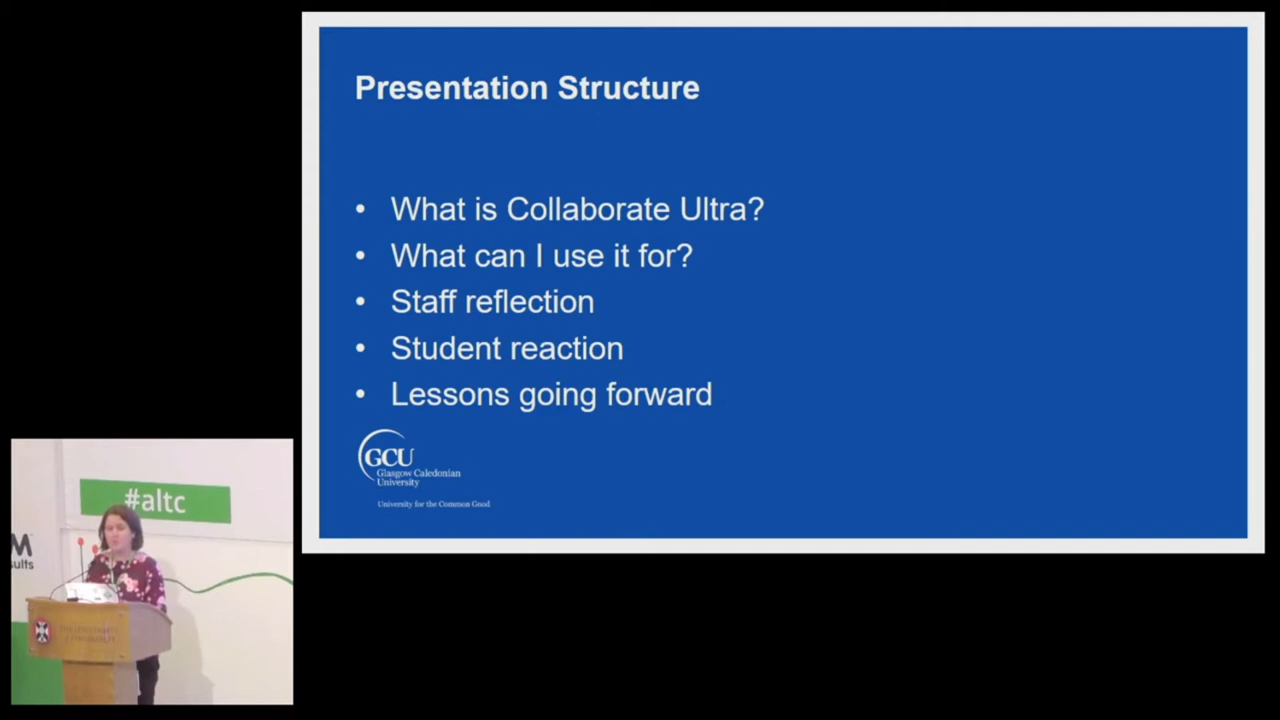 Presentation Structure
• What is Collaborate Ultra?
• What can I use it for?
• Staff reflection
• Student reaction
• Lessons going forward
GCU
Glasgow Caledonian
University
University for the Common Good
#altc